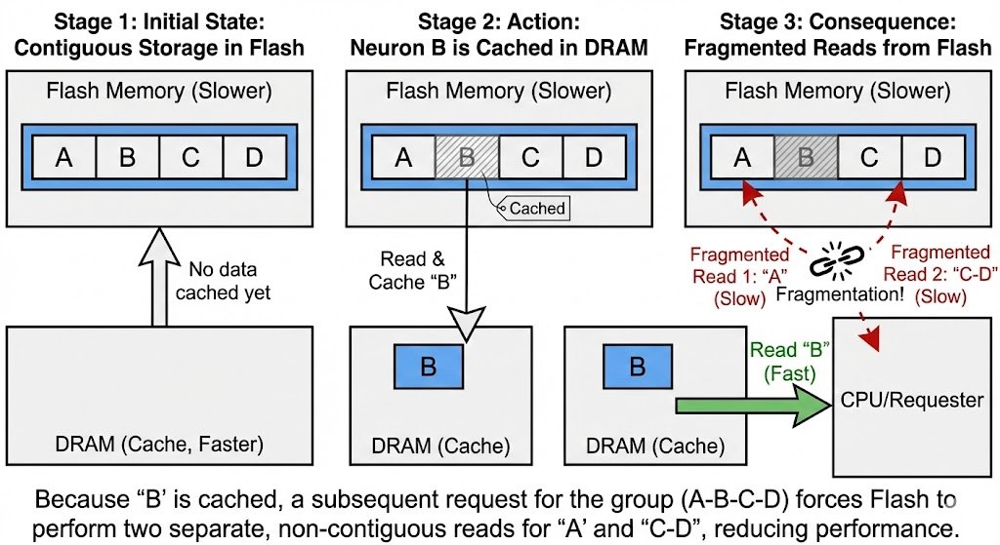 Stage 1: Initial State:
Contiguous Storage in Flash
Flash Memory (Slower)
A B C D
No data
cached yet
DRAM (Cache, Faster)
Stage 2: Action:
Neuron B is Cached in DRAM
Flash Memory (Slower)
A B C D
Cached
Read &
Cache “B”
B
DRAM (Cache)
Stage 3: Consequence:
Fragmented Reads from Flash
Flash Memory (Slower)
A B C D
Fragmented
Read 1: “A”
(Slow)
Fragmentation!
Fragmented
Read 2: “C-D”
(Slow)
B
DRAM (Cache)
Read “B”
(Fast)
CPU/Requester
Because “B’ is cached, a subsequent request for the group (A-B-C-D) forces Flash to
perform two separate, non-contiguous reads for “A’ and “C-D”, reducing performance.